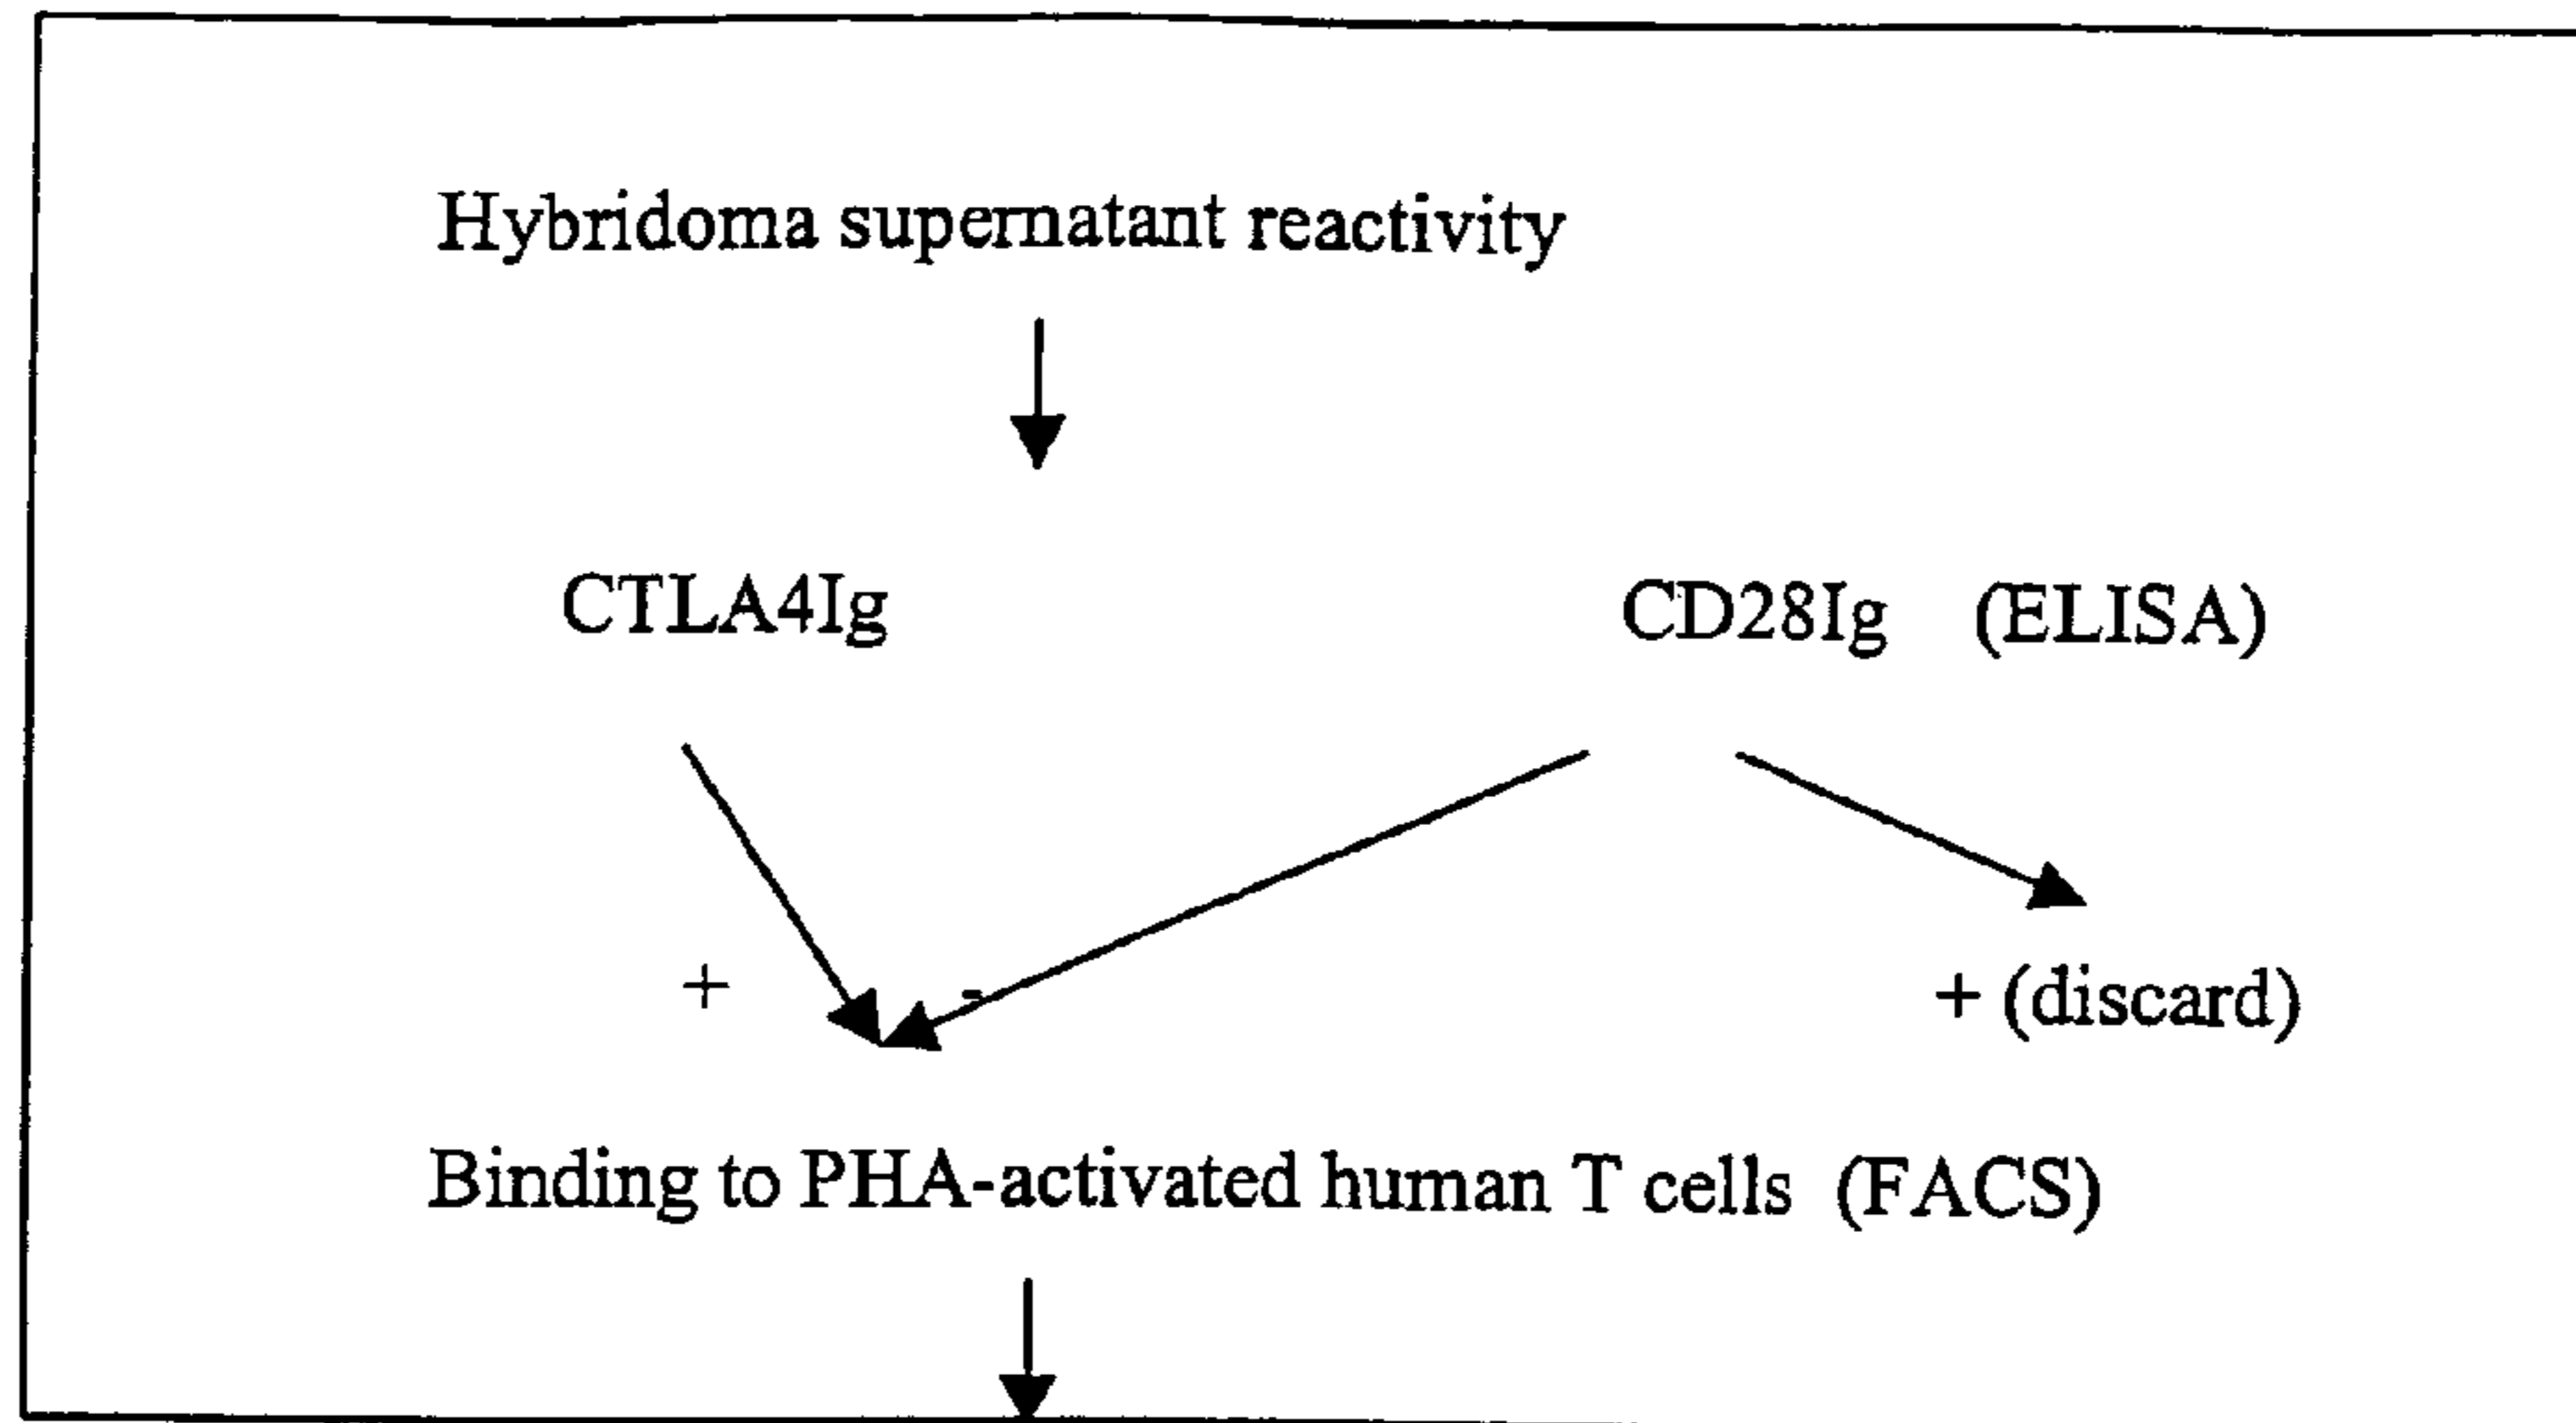 Hybridoma supernatant reactivity
CTLA4Ig CD28Ig (ELISA)
+ - + (discard)
Binding to PHA-activated human T cells (FACS)